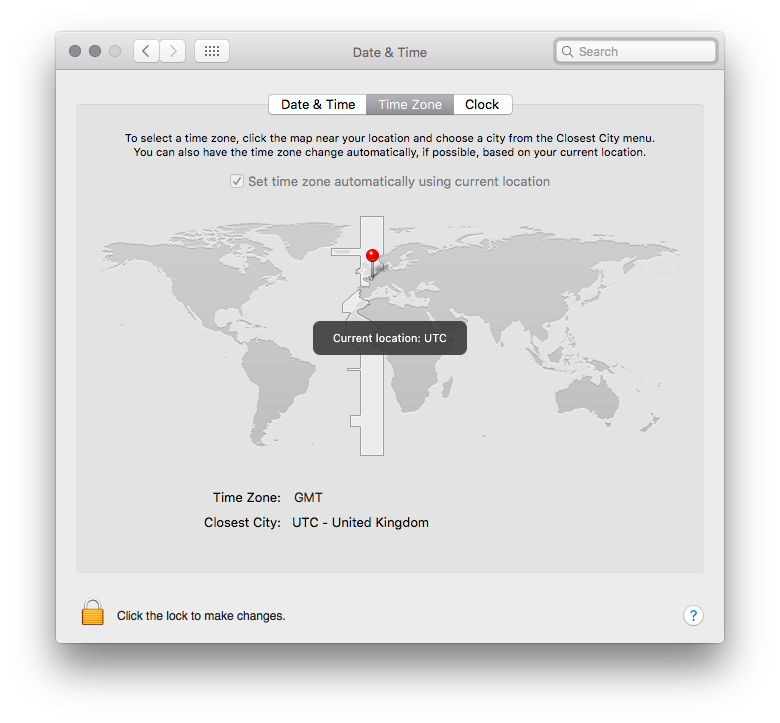 Date & Time
Search
Date & Time
Time Zone
Clock
To select a time zone, click the map near your location and choose a city from the Closest City menu.
You can also have the time zone change automatically, if possible, based on your current location.
Set time zone automatically using current location
Current location: UTC
Time Zone: GMT
Closest City: UTC - United Kingdom
Click the lock to make changes.
?